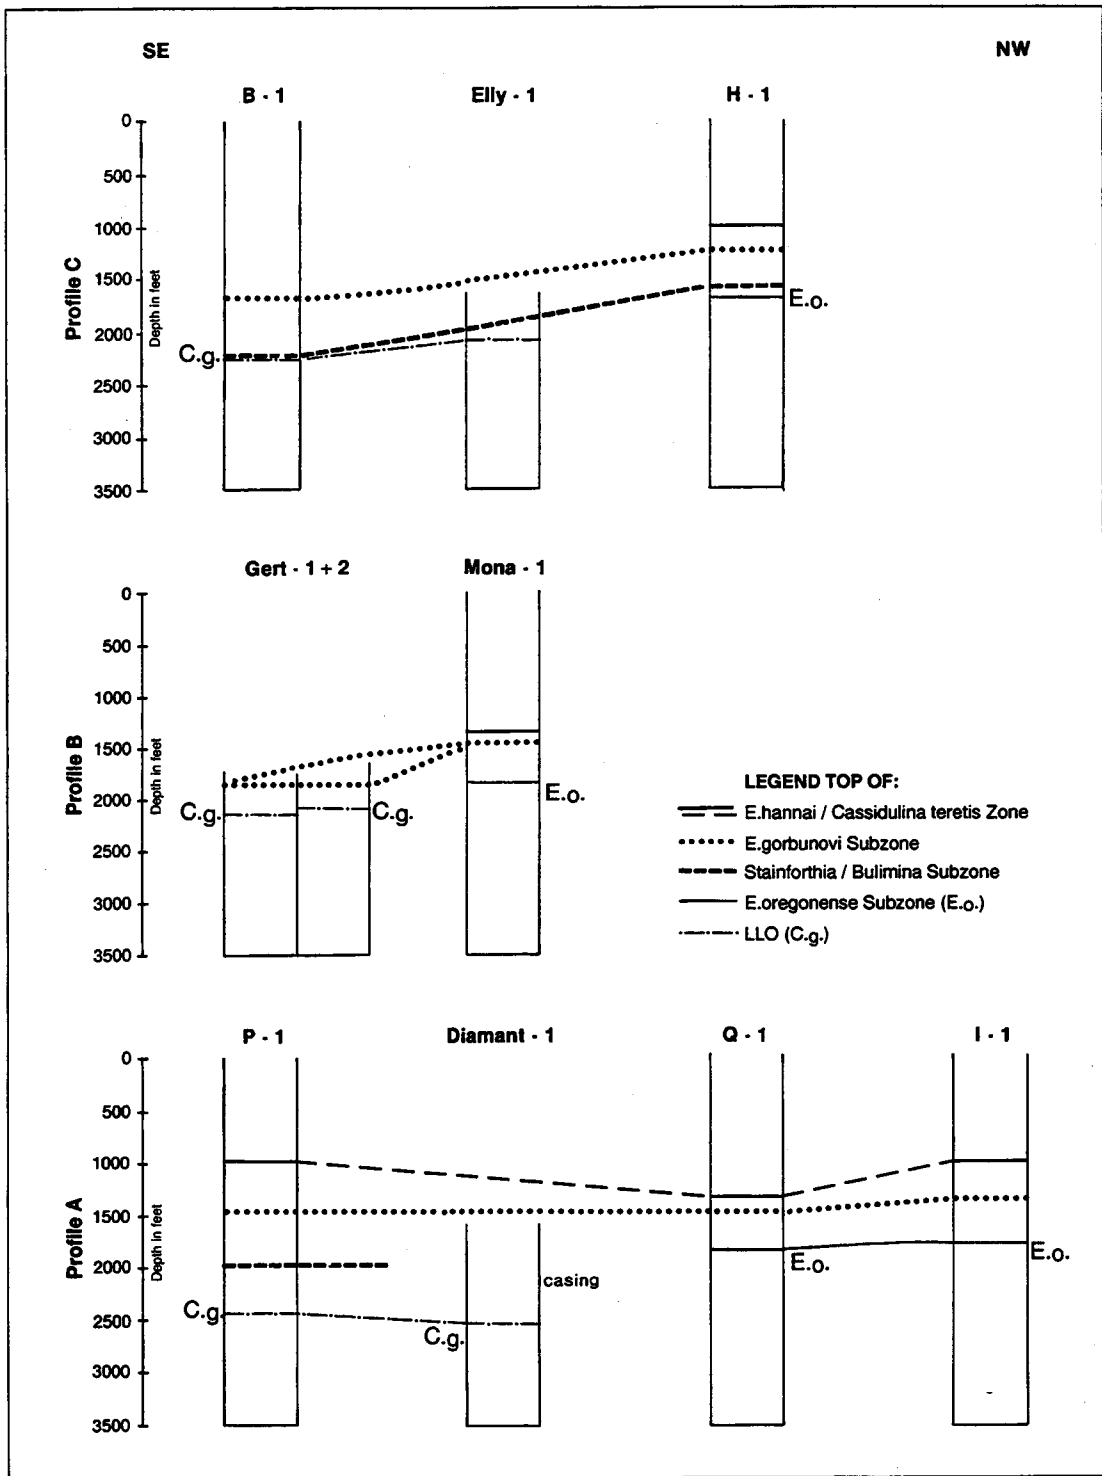 SE NW
B - 1 Elly - 1 H - 1
0
500
1000
1500
2000
2500
3000
3500
Profile C
Depth in feet
C.g.
E.o.
Gert - 1 + 2 Mona - 1
0
500
1000
1500
2000
2500
3000
3500
Profile B
Depth in feet
C.g.
C.g.
E.o.
LEGEND TOP OF:
E.hannai / Cassidulina teretis Zone
E.gorbunovi Subzone
Stainforthia / Bulimina Subzone
E.oregonense Subzone (E.o.)
LLO (C.g.)
P - 1 Diamant - 1 Q - 1 I - 1
0
500
1000
1500
2000
2500
3000
3500
Profile A
Depth in feet
C.g.
C.g.
casing
E.o.
E.o.